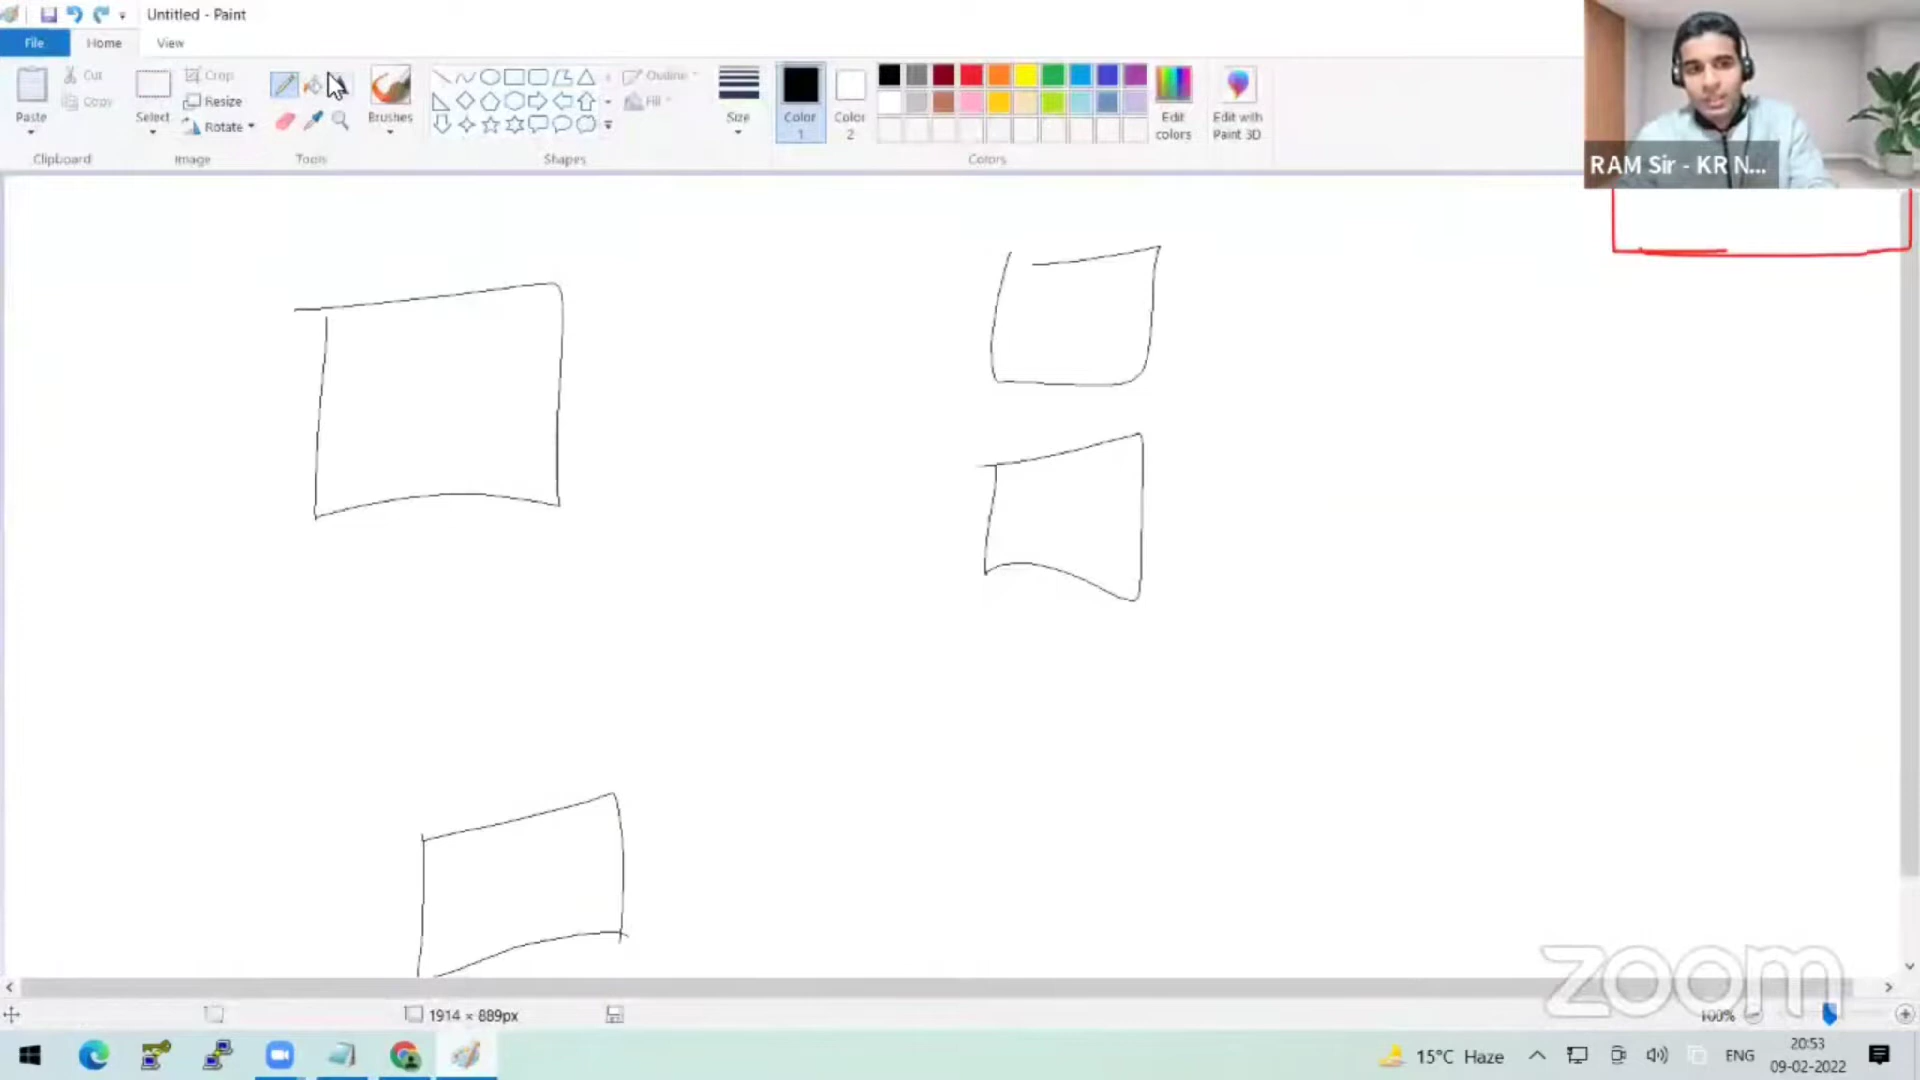 Untitled - Paint
File Home View
Paste
Cut
Copy
Clipboard
Select
Crop
Resize
Rotate
Image
Tools
Brushes
Shapes
Outline
Fill
Size
Color 1
Color 2
Colors
Edit colors
Edit with Paint 3D
RAM Sir - KR N...
zoom
1914 × 889px
100%
15°C Haze
ENG
20:53
09-02-2022